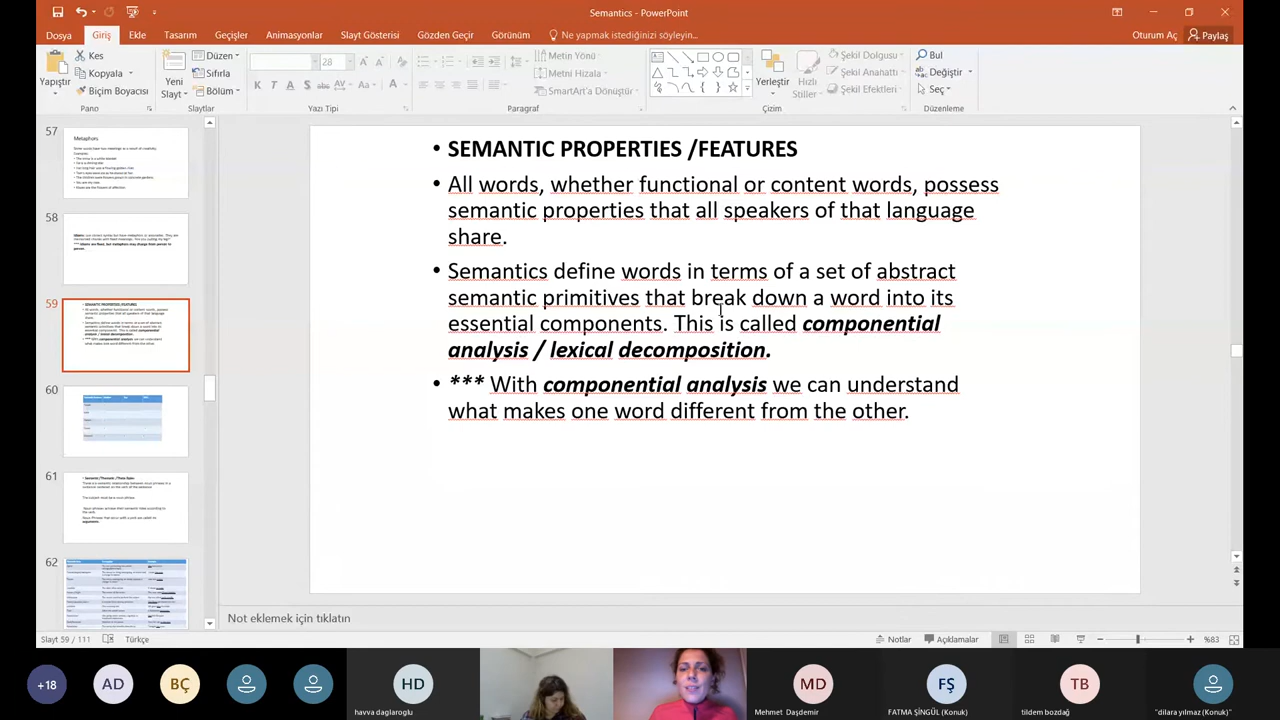 Semantics - PowerPoint
Dosya Giriş Ekle Tasarım Geçişler Animasyonlar Slayt Gösterisi Gözden Geçir Görünüm Ne yapmak istediğinizi söyleyin... Oturum Aç Paylaş
Yapıştır
Kes
Kopyala
Biçim Boyacısı
Pano
Yeni
Slayt
Düzen
Sıfırla
Bölüm
Slaytlar
28
Yazı Tipi
Metin Yönü
Metni Hizala
SmartArt'a Dönüştür
Paragraf
Yerleştir
Hızlı
Stiller
Şekil Dolgusu
Şekil Anahattı
Şekil Efektleri
Çizim
Bul
Değiştir
Seç
Düzenleme
57
Metaphors
58
59
SEMANTIC PROPERTIES /FEATURES
60
61
62
• SEMANTIC PROPERTIES /FEATURES
• All words, whether functional or content words, possess
semantic properties that all speakers of that language
share.
• Semantics define words in terms of a set of abstract
semantic primitives that break down a word into its
essential components. This is called componential
analysis / lexical decomposition.
• *** With componential analysis we can understand
what makes one word different from the other.
Not eklemek için tıklatın
Slayt 59 / 111 Türkçe Notlar Açıklamalar %83
+18
AD
BÇ
HD
havva daglaroglu
MD
Mehmet Daşdemir
FŞ
FATMA ŞİNGÜL (Konuk)
TB
tildem bozdağ
"dilara yılmaz (Konuk)"